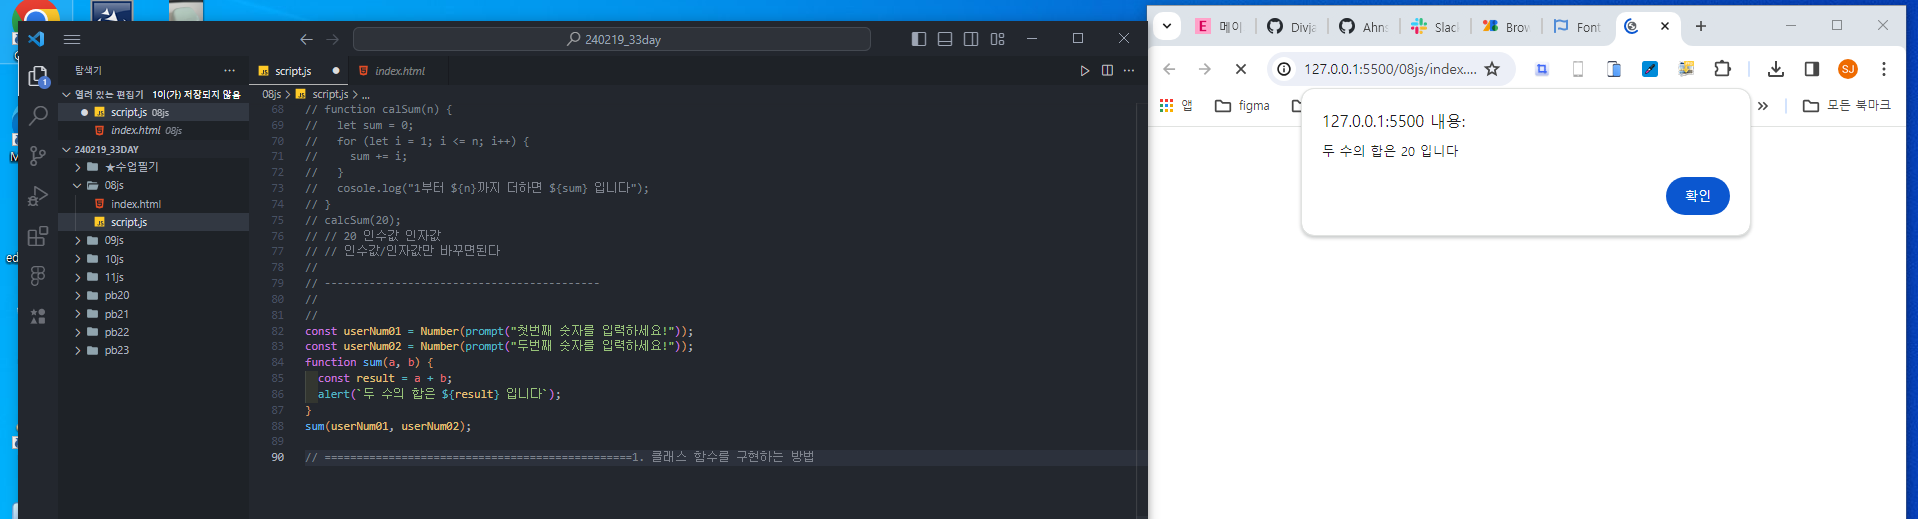 240219_33day
탐색기
열려 있는 편집기 1이(가) 저장되지 않음
script.js 08js
index.html 08js
240219_33DAY
★수업필기
08js
index.html
script.js
09js
10js
11js
pb20
pb21
pb22
pb23
1
script.js
index.html
08js > script.js > ...
68 // function calSum(n) {
69 //   let sum = 0;
70 //   for (let i = 1; i <= n; i++) {
71 //     sum += i;
72 //   }
73 //   cosole.log("1부터 ${n}까지 더하면 ${sum} 입니다");
74 // }
75 // calcSum(20);
76 // // 20 인수값 인자값
77 // // 인수값/인자값만 바꾸면된다
78 //
79 // -------------------------------------------
80 //
81 //
82 const userNum01 = Number(prompt("첫번째 숫자를 입력하세요!"));
83 const userNum02 = Number(prompt("두번째 숫자를 입력하세요!"));
84 function sum(a, b) {
85   const result = a + b;
86   alert(`두 수의 합은 ${result} 입니다`);
87 }
88 sum(userNum01, userNum02);
89
90 // ================================================1. 클래스 함수를 구현하는 방법
E 메이
Divja
Ahns
Slac
Brow
Font
127.0.0.1:5500/08js/index....
SJ
앱
figma
모든 북마크
127.0.0.1:5500 내용:
두 수의 합은 20 입니다
확인